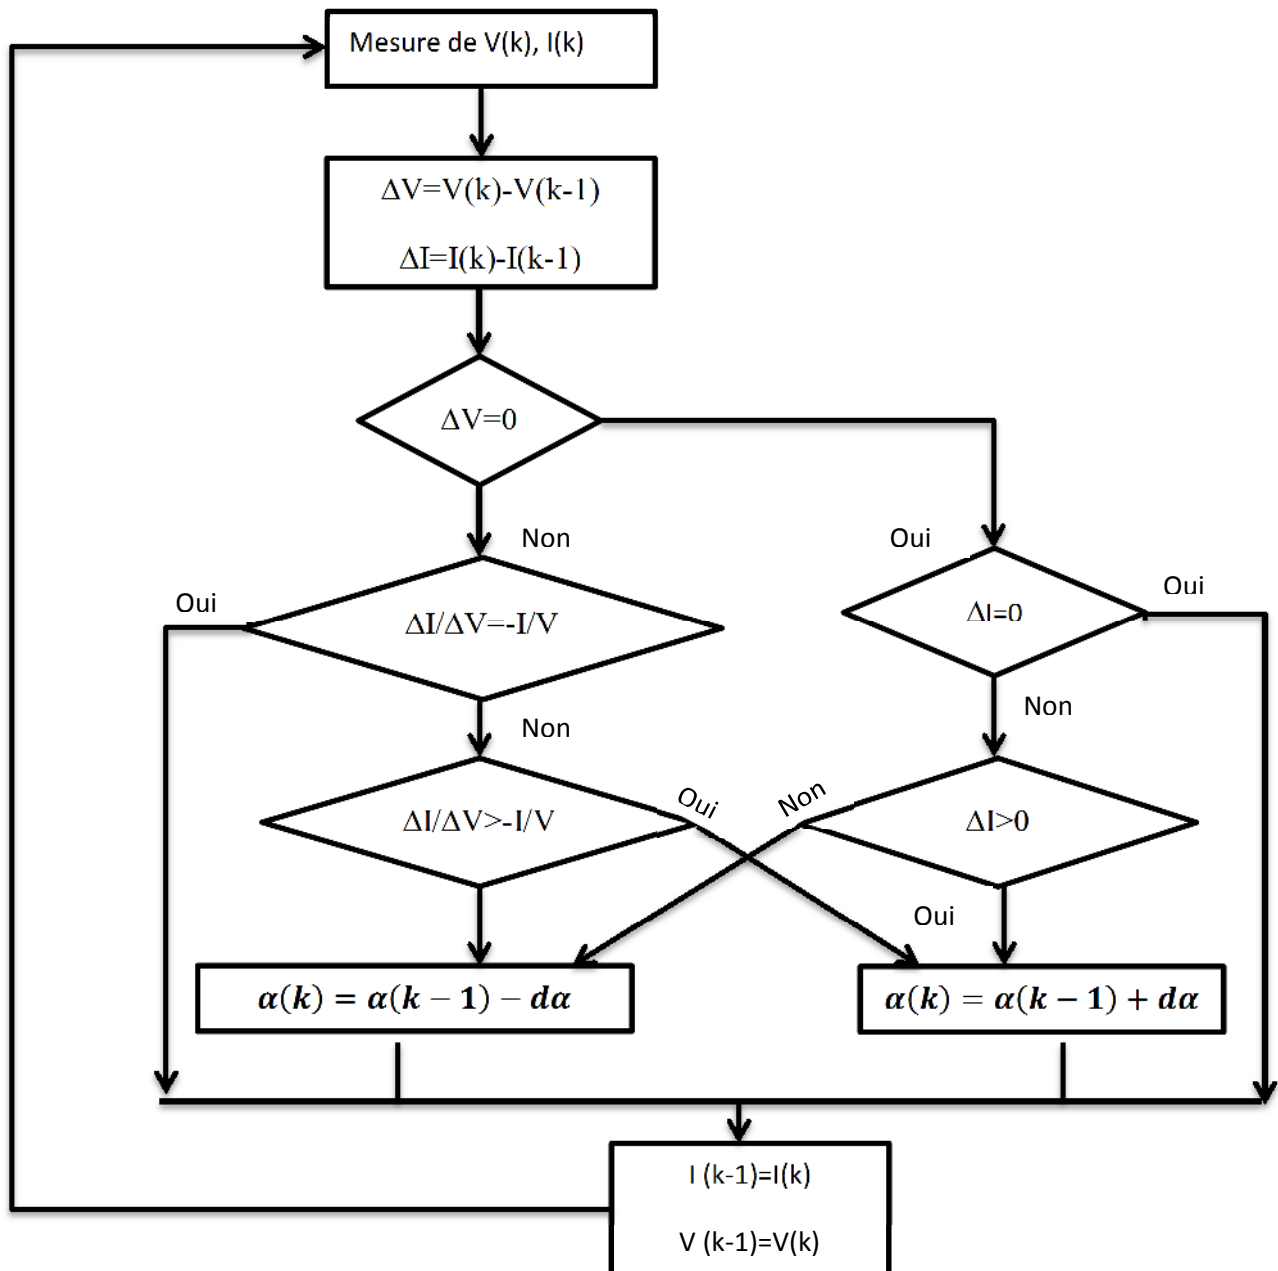 Mesure de V(k), I(k)
ΔV=V(k)-V(k-1)
ΔI=I(k)-I(k-1)
ΔV=0
Non
Oui
Oui
ΔI/ΔV=-I/V
ΔI=0
Oui
Non
Non
ΔI/ΔV>-I/V
Oui
Non
ΔI>0
Oui
α(k) = α(k − 1) − dα
α(k) = α(k − 1) + dα
I (k-1)=I(k)
V (k-1)=V(k)